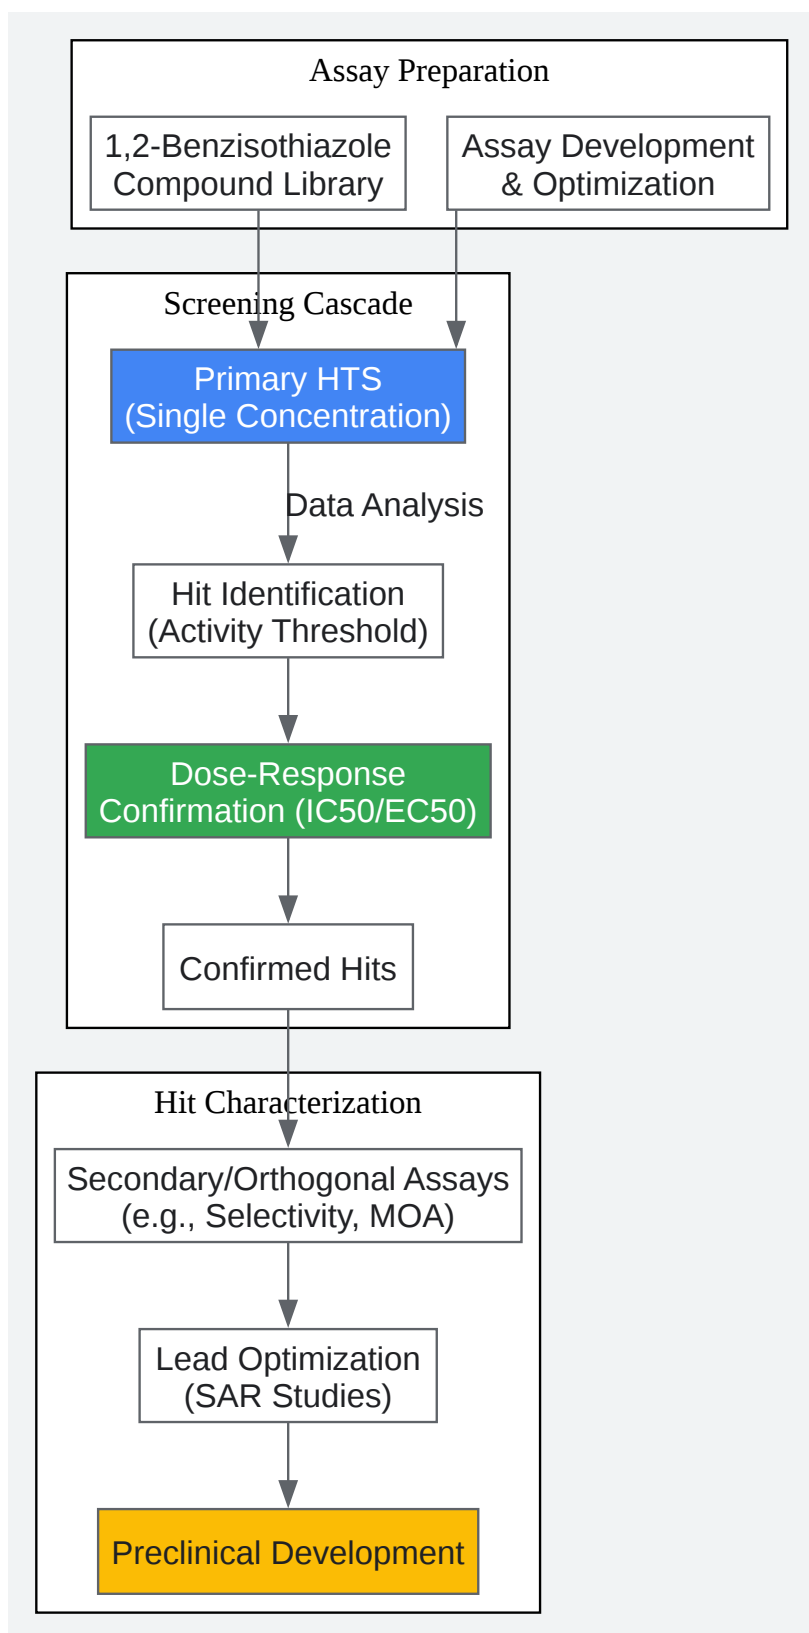 Assay Preparation
1,2-Benzisothiazole
Compound Library
Assay Development
& Optimization
Screening Cascade
Primary HTS
(Single Concentration)
Data Analysis
Hit Identification
(Activity Threshold)
Dose-Response
Confirmation (IC50/EC50)
Confirmed Hits
Hit Characterization
Secondary/Orthogonal Assays
(e.g., Selectivity, MOA)
Lead Optimization
(SAR Studies)
Preclinical Development